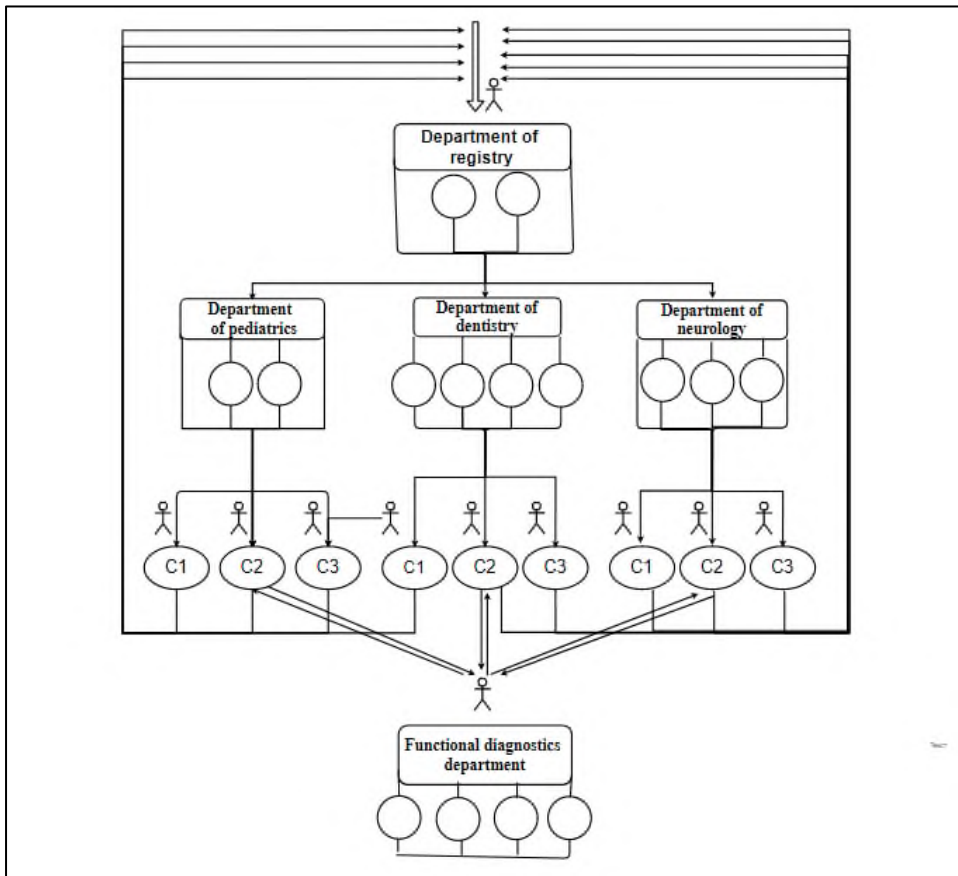 Department of
registry
Department
of pediatrics
Department of
dentistry
Department of
neurology
C1
C2
C3
C1
C2
C3
C1
C2
C3
Functional diagnostics
department